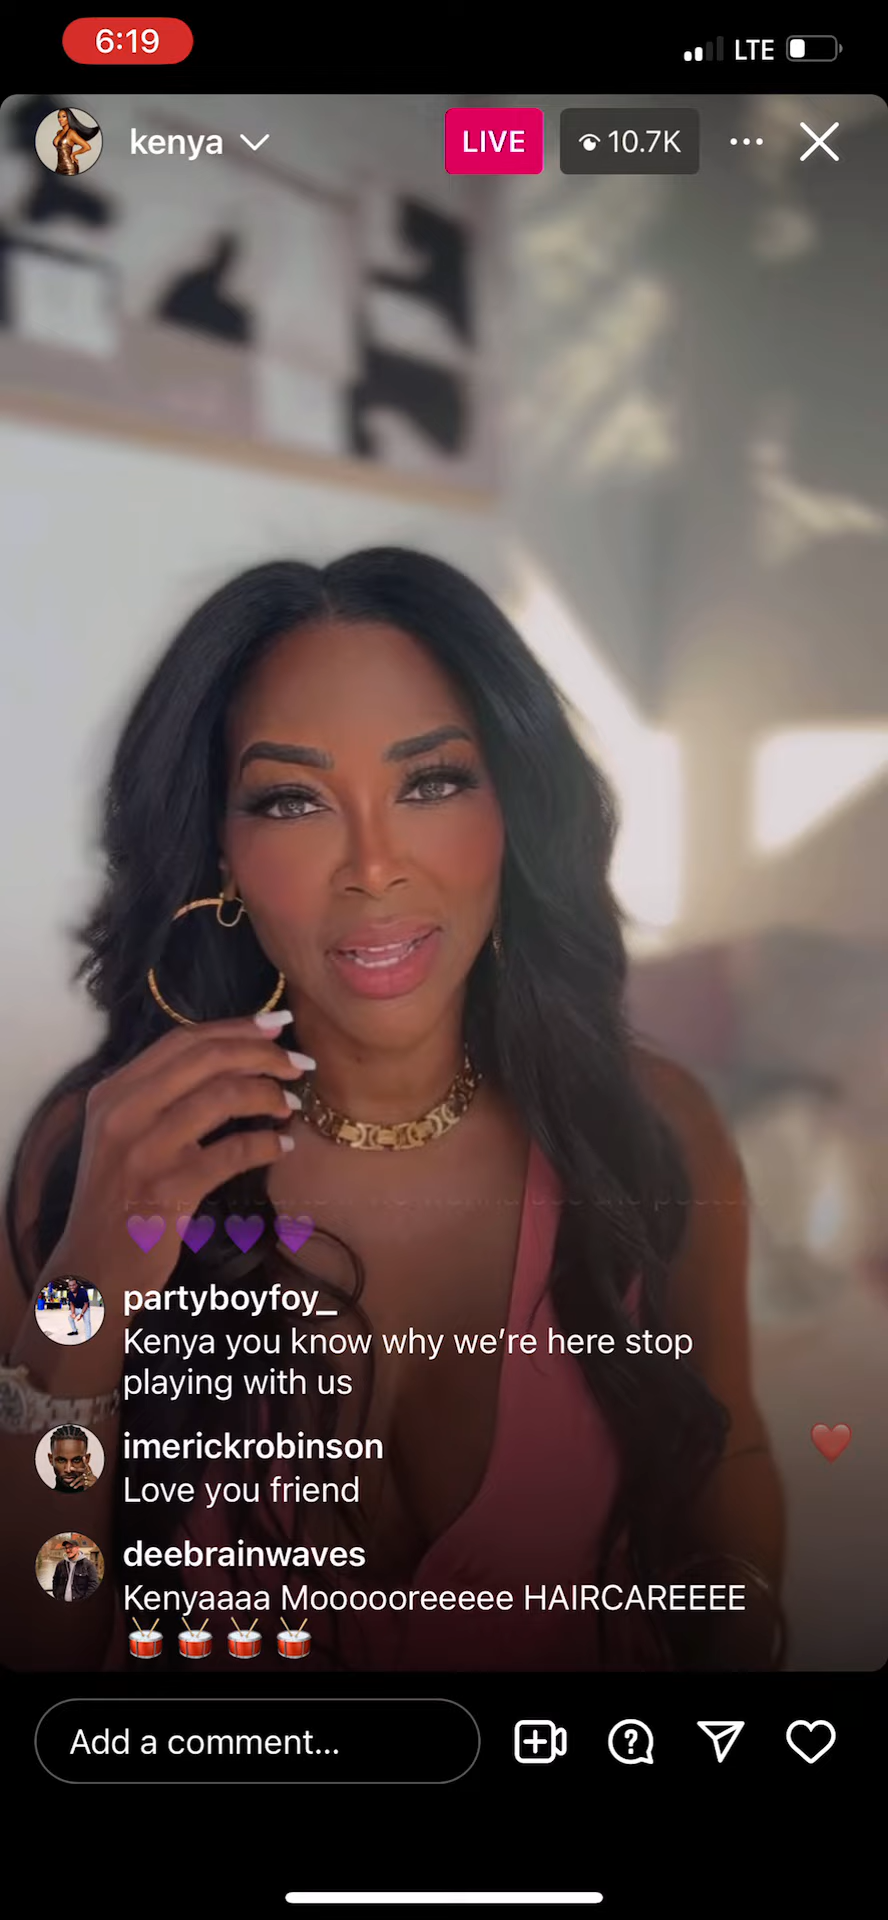 6:19
LTE
kenya
LIVE
10.7K
💜💜💜💜
partyboyfoy_
Kenya you know why we’re here stop
playing with us
imerickrobinson
Love you friend
deebrainwaves
Kenyaaaa Moooooreeeee HAIRCAREEEE
🥁🥁🥁🥁
Add a comment...